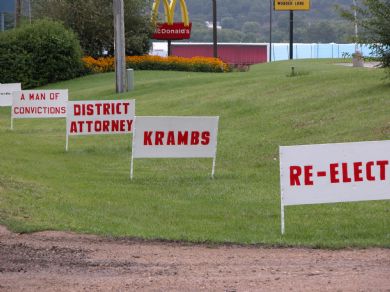 A MAN OF
CONVICTIONS
DISTRICT
ATTORNEY
KRAMBS
RE-ELECT
McDonald's